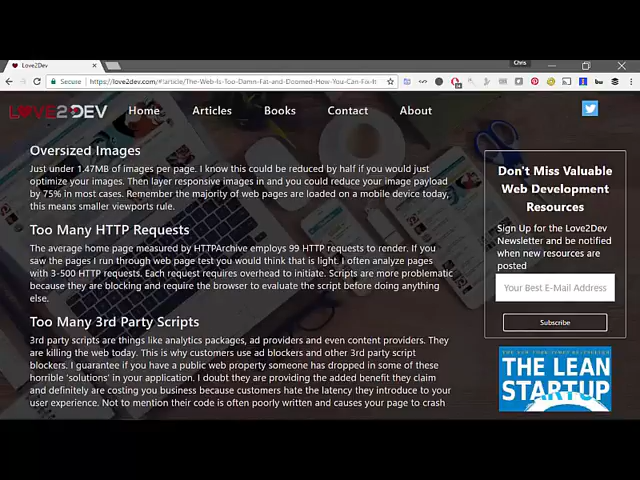 Chris
Love2Dev
Secure
https://love2dev.com/#!article/The-Web-Is-Too-Damn-Fat-and-Doomed-How-You-Can-Fix-It
LOVE2DEV
Home
Articles
Books
Contact
About
Oversized Images
Just under 1.47MB of images per page. I know this could be reduced by half if you would just
optimize your images. Then layer responsive images in and you could reduce your image payload
by 75% in most cases. Remember the majority of web pages are loaded on a mobile device today,
this means smaller viewports rule.
Too Many HTTP Requests
The average home page measured by HTTPArchive employs 99 HTTP requests to render. If you
saw the pages I run through web page test you would think that is light. I often analyze pages
with 3-500 HTTP requests. Each request requires overhead to initiate. Scripts are more problematic
because they are blocking and require the browser to evaluate the script before doing anything
else.
Too Many 3rd Party Scripts
3rd party scripts are things like analytics packages, ad providers and even content providers. They
are killing the web today. This is why customers use ad blockers and other 3rd party script
blockers. I guarantee if you have a public web property someone has dropped in some of these
horrible 'solutions' in your application. I doubt they are providing the added benefit they claim
and definitely are costing you business because customers hate the latency they introduce to your
user experience. Not to mention their code is often poorly written and causes your page to crash
Don't Miss Valuable
Web Development
Resources
Sign Up for the Love2Dev
Newsletter and be notified
when new resources are
posted
Your Best E-Mail Address
Subscribe
THE LEAN
STARTUP